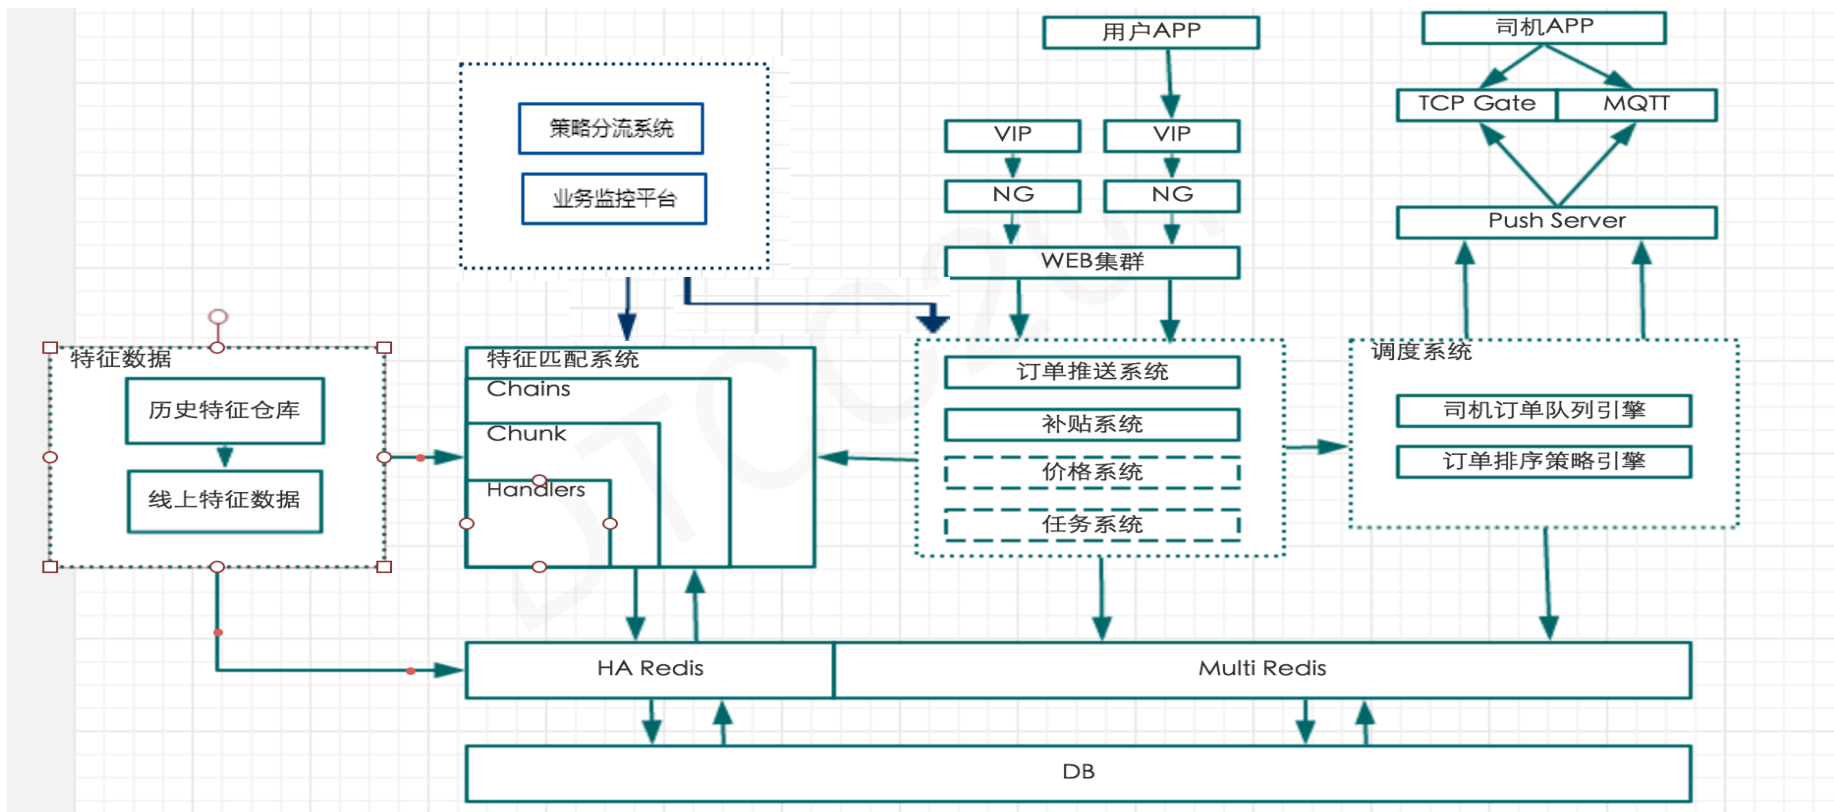 用户APP
司机APP
TCP Gate
MQTT
策略分流系统
业务监控平台
VIP
VIP
NG
NG
Push Server
WEB集群
特征数据
历史特征仓库
线上特征数据
特征匹配系统
Chains
Chunk
Handlers
订单推送系统
补贴系统
价格系统
任务系统
调度系统
司机订单队列引擎
订单排序策略引擎
HA Redis
Multi Redis
DB